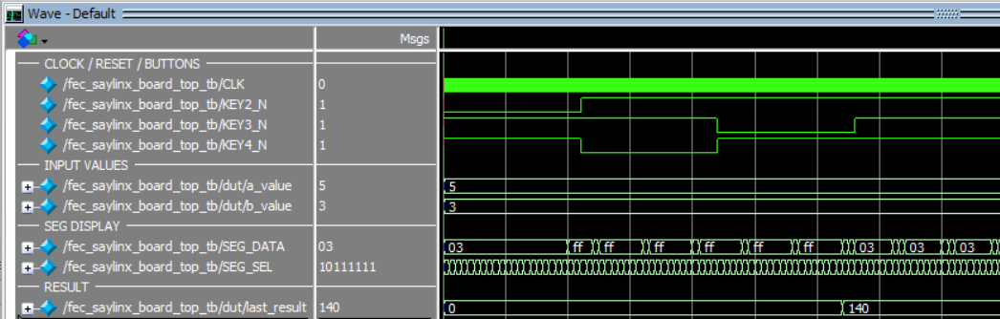 Wave - Default
Msgs
CLOCK / RESET / BUTTONS
/fec_saylinx_board_top_tb/CLK 0
/fec_saylinx_board_top_tb/KEY2_N 1
/fec_saylinx_board_top_tb/KEY3_N 1
/fec_saylinx_board_top_tb/KEY4_N 1
INPUT VALUES
/fec_saylinx_board_top_tb/dut/a_value 5 5
/fec_saylinx_board_top_tb/dut/b_value 3 3
SEG DISPLAY
/fec_saylinx_board_top_tb/SEG_DATA 03 03 ff ff ff ff ff ff 03 03 03
/fec_saylinx_board_top_tb/SEG_SEL 10111111
RESULT
/fec_saylinx_board_top_tb/dut/last_result 140 0 140